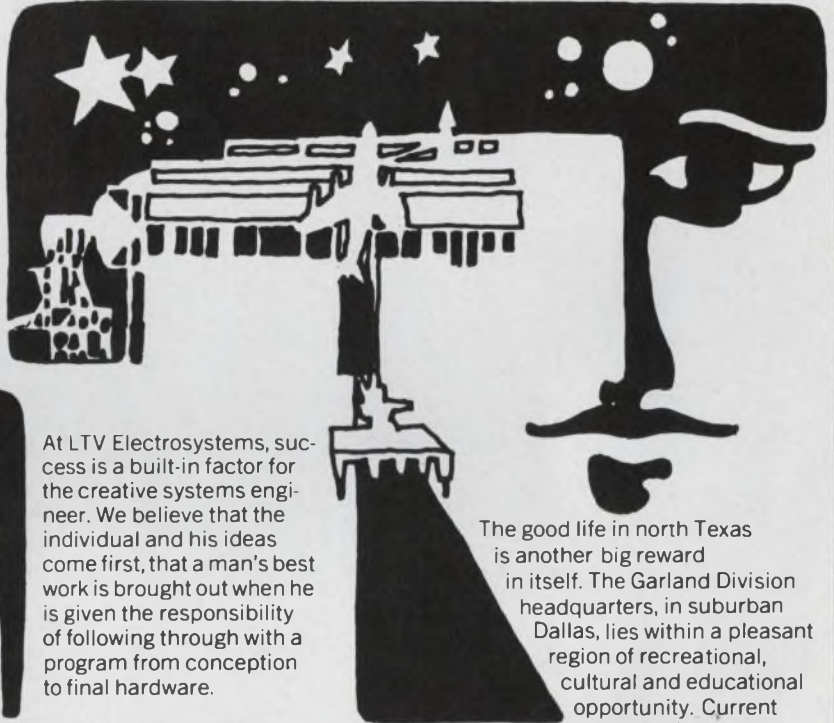 At LTV Electrosystems, suc-
cess is a built-in factor for
the creative systems engi-
neer. We believe that the
individual and his ideas
come first, that a man's best
work is brought out when he
is given the responsibility
of following through with a
program from conception
to final hardware.
The good life in north Texas
is another big reward
in itself. The Garland Division
headquarters, in suburban
Dallas, lies within a pleasant
region of recreational,
cultural and educational
opportunity. Current